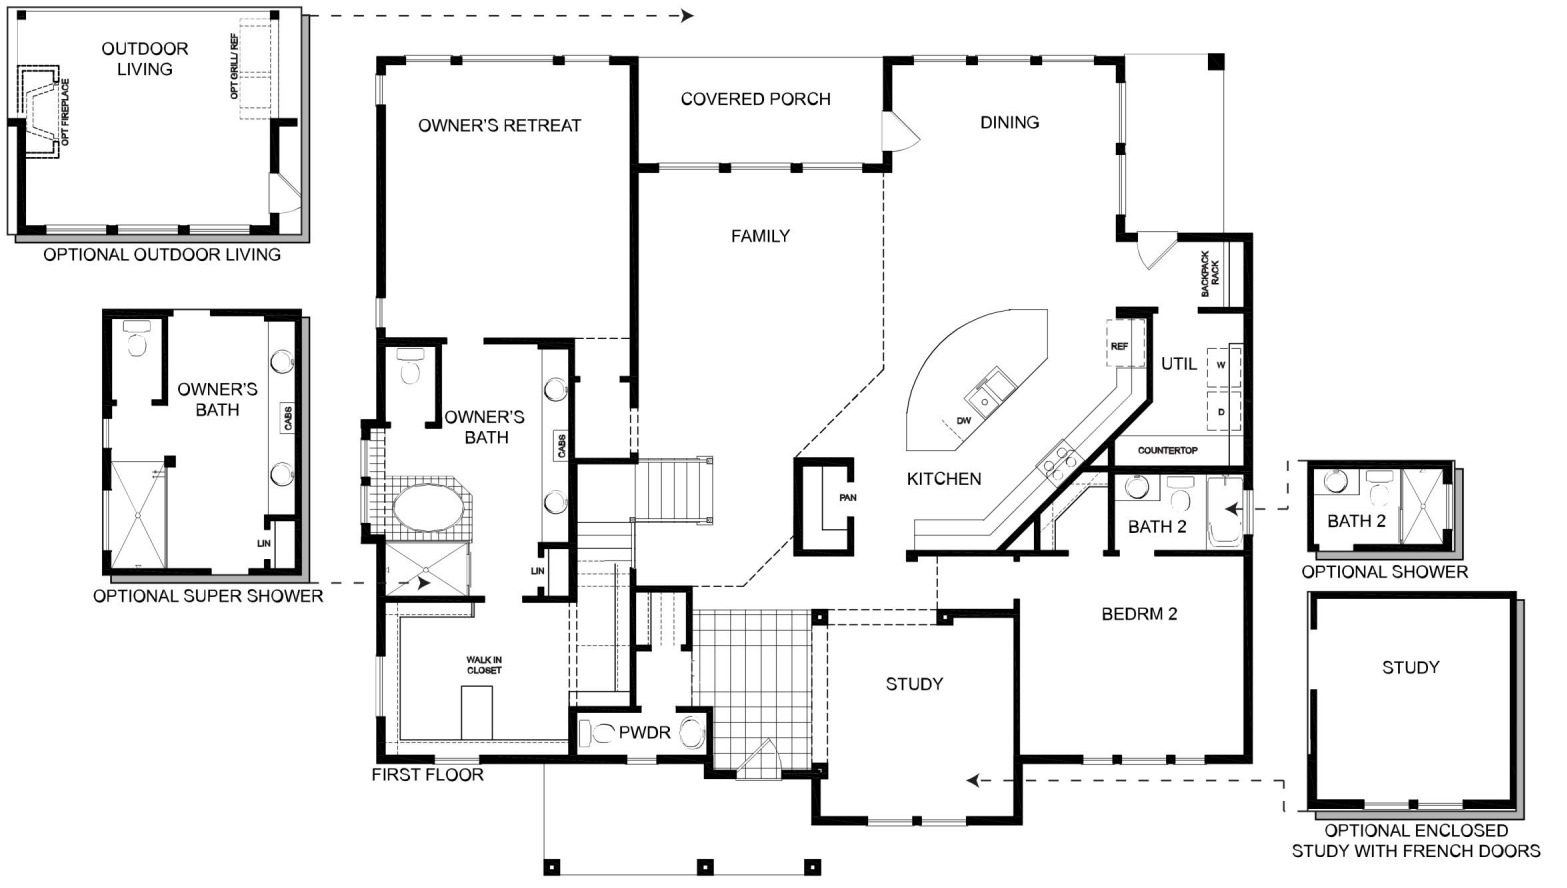 OUTDOOR
LIVING
OPT GRILL/ REF
OPT FIREPLACE
OPTIONAL OUTDOOR LIVING
OWNER'S RETREAT
COVERED PORCH
DINING
FAMILY
BACKPACK
RACK
REF
UTIL
W
D
COUNTERTOP
DW
KITCHEN
PAN
OWNER'S
BATH
CABS
LIN
OPTIONAL SUPER SHOWER
OWNER'S
BATH
CABS
LIN
BATH 2
BATH 2
OPTIONAL SHOWER
BEDRM 2
WALK IN
CLOSET
STUDY
PWDR
FIRST FLOOR
STUDY
OPTIONAL ENCLOSED
STUDY WITH FRENCH DOORS